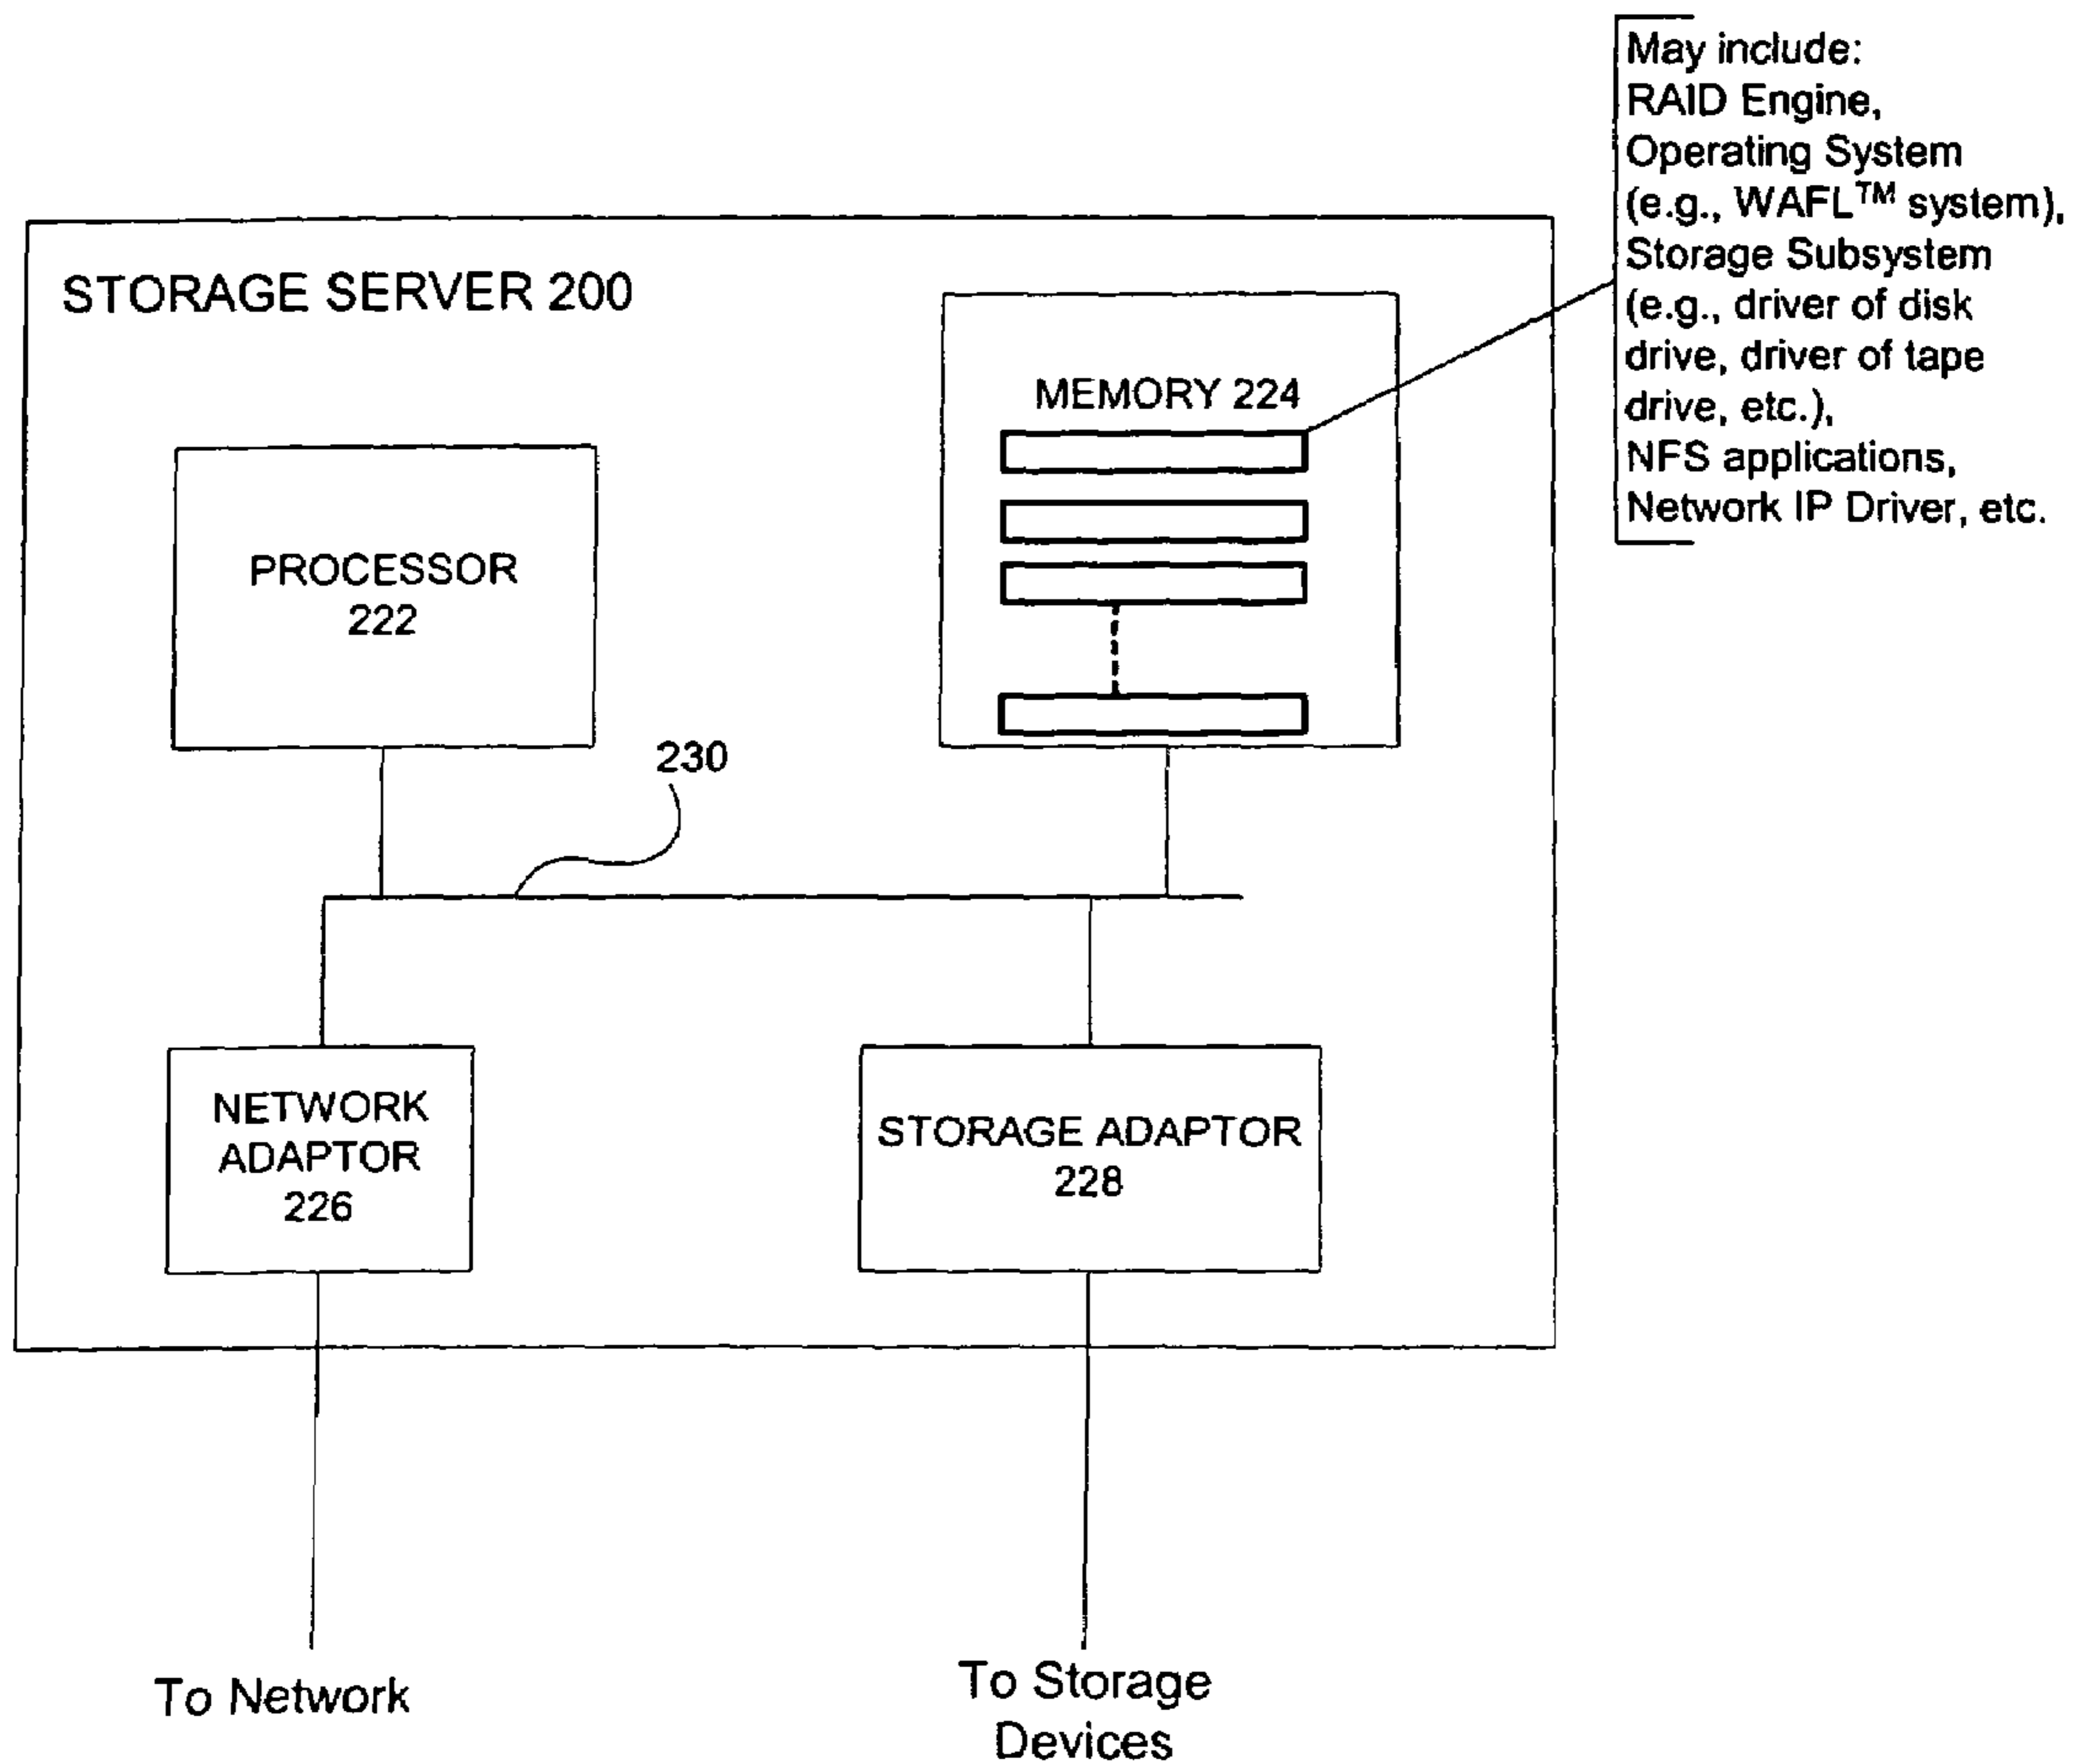 May include:
RAID Engine,
Operating System
(e.g., WAFL™ system),
Storage Subsystem
(e.g., driver of disk
drive, driver of tape
drive, etc.),
NFS applications,
Network IP Driver, etc.
STORAGE SERVER 200
MEMORY 224
PROCESSOR
222
230
NETWORK
ADAPTOR
226
STORAGE ADAPTOR
228
To Network
To Storage
Devices